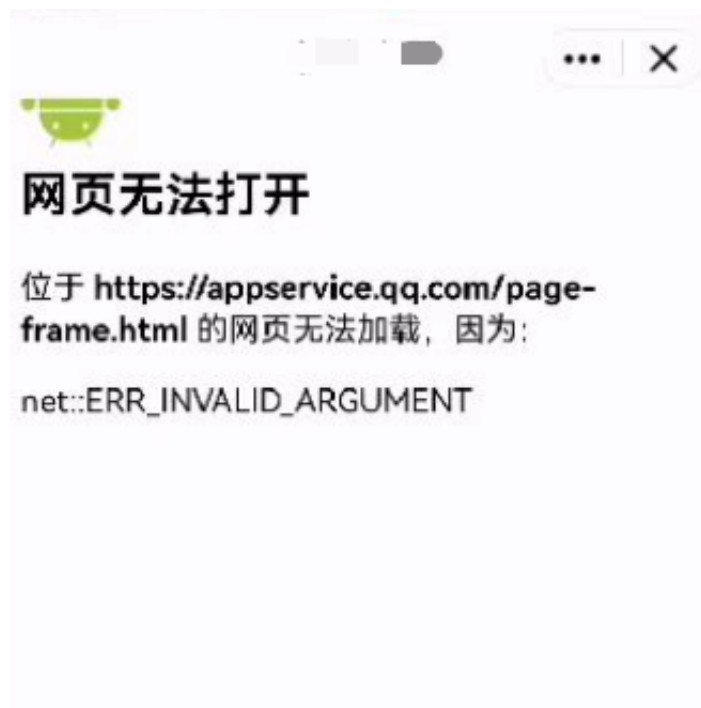 网页无法打开
位于 https://appservice.qq.com/page-
frame.html 的网页无法加载，因为：
net::ERR_INVALID_ARGUMENT